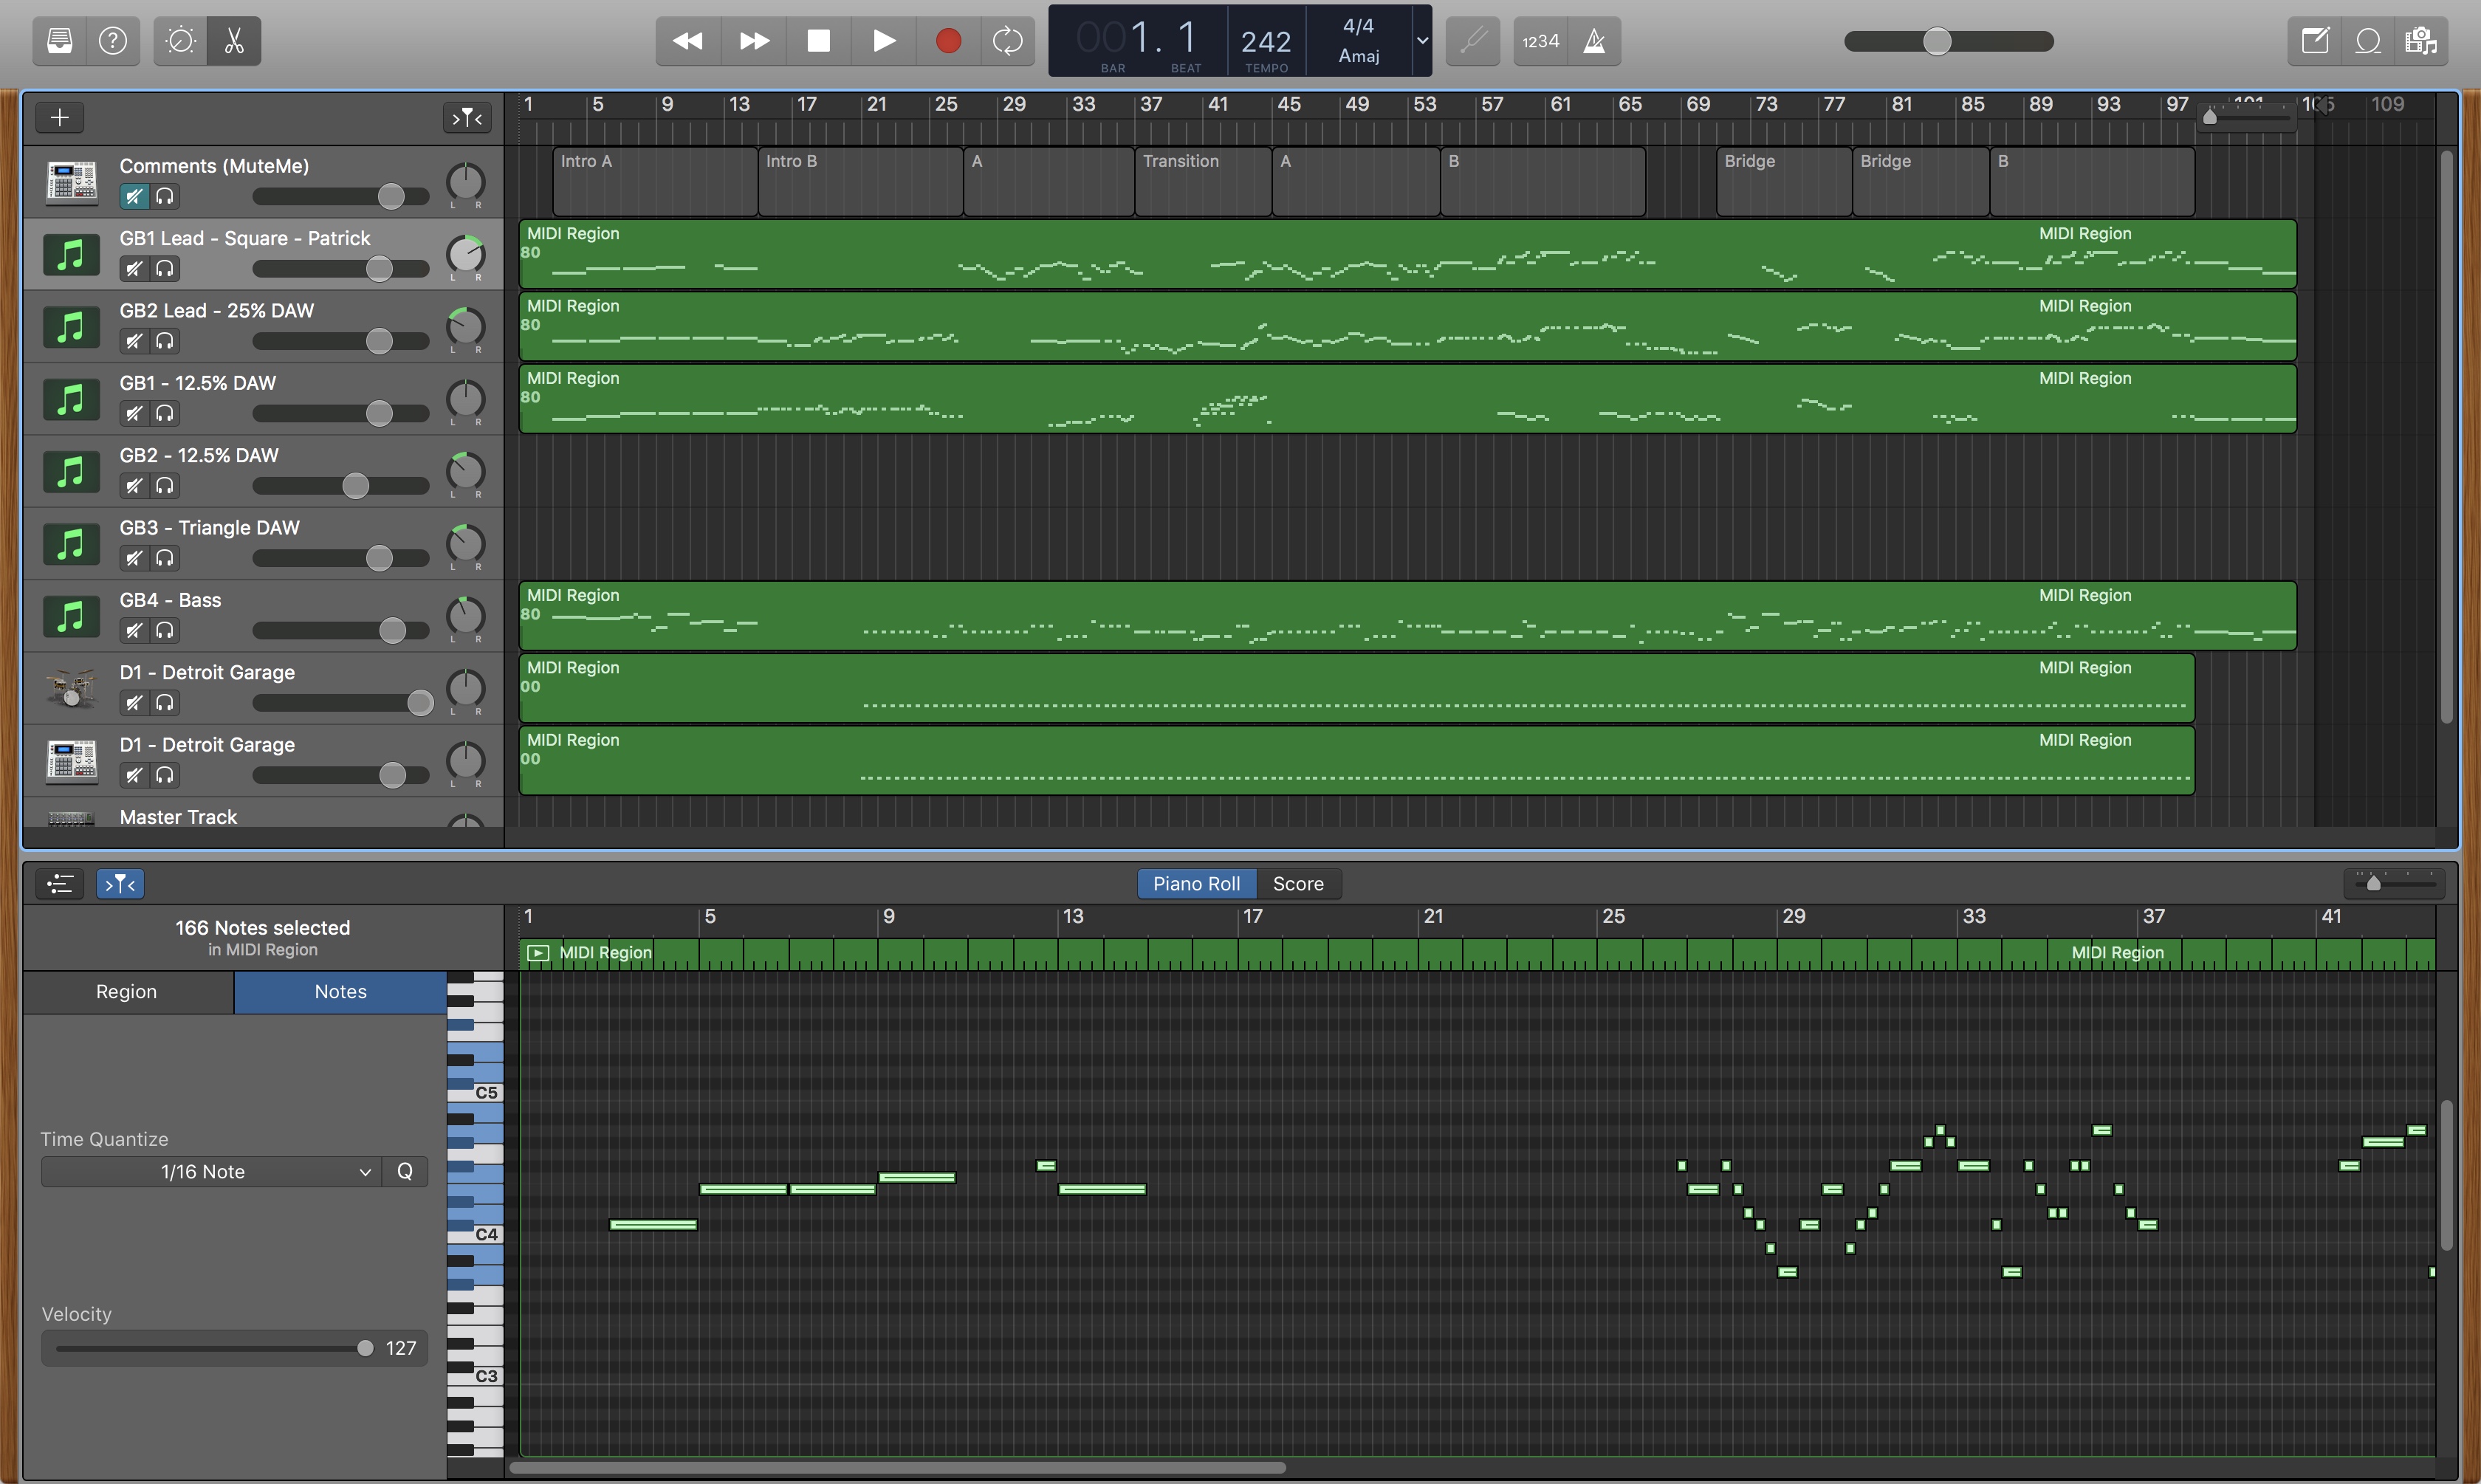 001. 1
BAR
BEAT
242
TEMPO
4/4
Amaj
1234
1 5 9 13 17 21 25 29 33 37 41 45 49 53 57 61 65 69 73 77 81 85 89 93 97 101 109
Comments (MuteMe)
L R
Intro A
Intro B
A
Transition
A
B
Bridge
Bridge
B
GB1 Lead - Square - Patrick
L R
MIDI Region
80
MIDI Region
GB2 Lead - 25% DAW
L R
MIDI Region
80
MIDI Region
GB1 - 12.5% DAW
L R
MIDI Region
80
MIDI Region
GB2 - 12.5% DAW
L R
GB3 - Triangle DAW
L R
GB4 - Bass
L R
MIDI Region
80
MIDI Region
D1 - Detroit Garage
L R
MIDI Region
00
MIDI Region
D1 - Detroit Garage
L R
MIDI Region
00
MIDI Region
Master Track
Piano Roll
Score
166 Notes selected
in MIDI Region
1 5 9 13 17 21 25 29 33 37 41
MIDI Region
MIDI Region
Region
Notes
C5
C4
C3
Time Quantize
1/16 Note
Q
Velocity
127